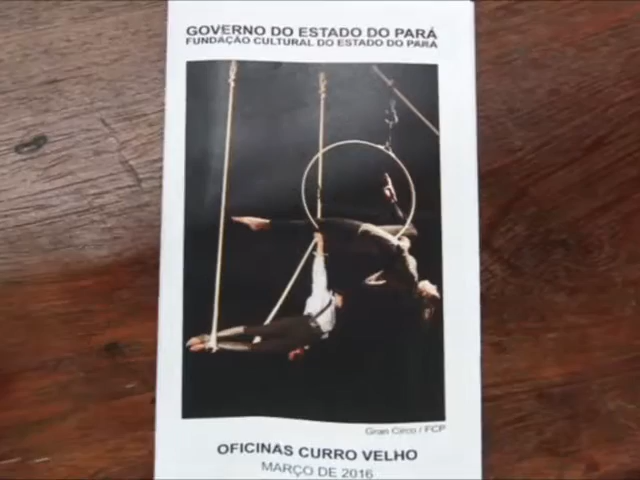 GOVERNO DO ESTADO DO PARÁ
FUNDAÇÃO CULTURAL DO ESTADO DO PARÁ
Gran Circo / FCP
OFICINAS CURRO VELHO
MARÇO DE 2016